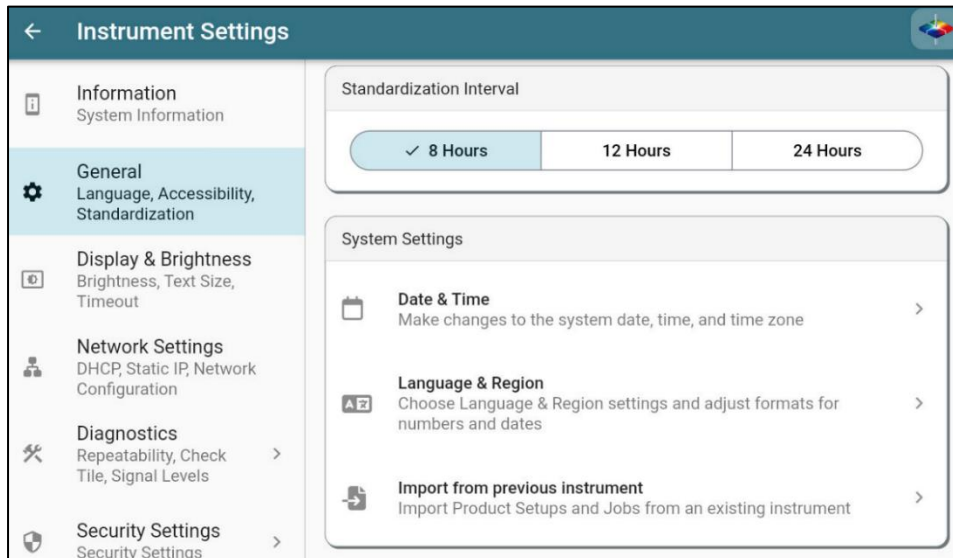 Instrument Settings
Information
System Information
General
Language, Accessibility,
Standardization
Display & Brightness
Brightness, Text Size,
Timeout
Network Settings
DHCP, Static IP, Network
Configuration
Diagnostics
Repeatability, Check
Tile, Signal Levels
Security Settings
Security Settings
Standardization Interval
8 Hours
12 Hours
24 Hours
System Settings
Date & Time
Make changes to the system date, time, and time zone
Language & Region
Choose Language & Region settings and adjust formats for
numbers and dates
Import from previous instrument
Import Product Setups and Jobs from an existing instrument